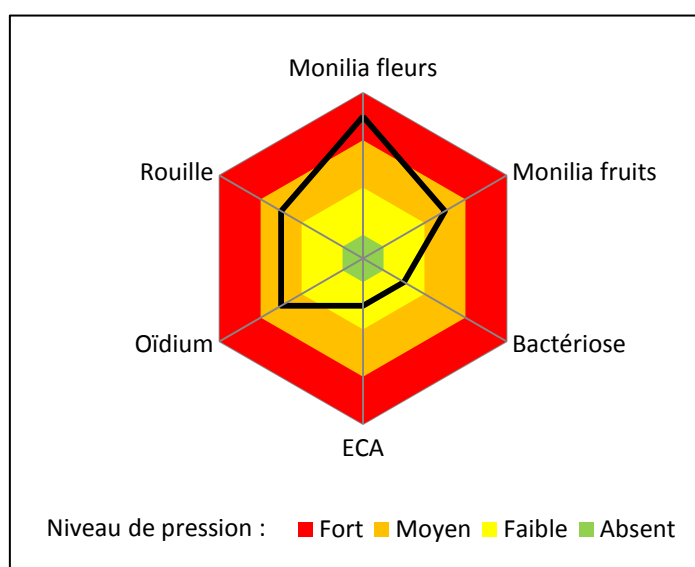 Monilia fleurs
Rouille
Monilia fruits
Oïdium
Bactériose
ECA
Niveau de pression : Fort Moyen Faible Absent